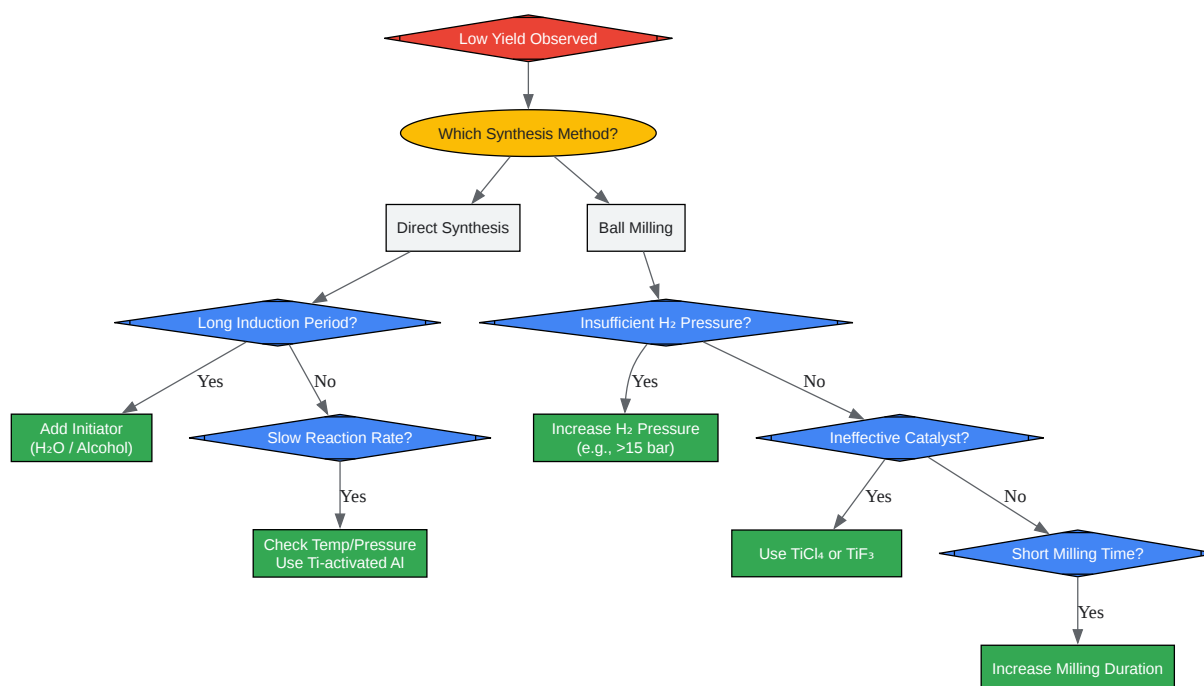 Low Yield Observed
Which Synthesis Method?
Direct Synthesis
Ball Milling
Long Induction Period?
Insufficient H₂ Pressure?
Yes
No
Yes
No
Add Initiator
(H₂O / Alcohol)
Slow Reaction Rate?
Increase H₂ Pressure
(e.g., >15 bar)
Ineffective Catalyst?
Yes
Yes
No
Check Temp/Pressure
Use Ti-activated Al
Use TiCl₄ or TiF₃
Short Milling Time?
Yes
Increase Milling Duration